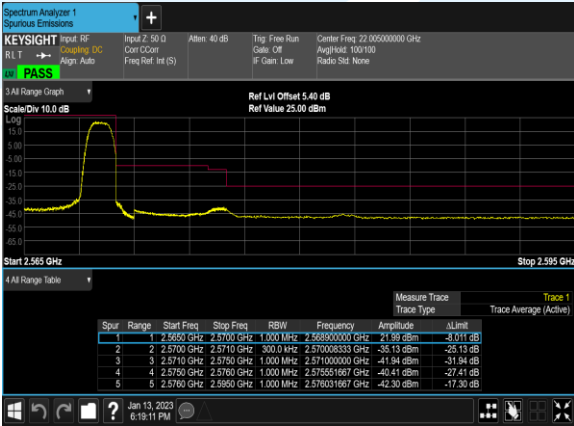 Spectrum Analyzer 1
Spurious Emissions
+
KEYSIGHT Input: RF Input Z: 50 Ω Atten: 40 dB Trig: Free Run Center Freq: 22.005000000 GHz
RLT Coupling: DC Corr CCorr Gate: Off Avg|Hold: 100/100
Align: Auto Freq Ref: Int (S) IF Gain: Low Radio Std: None
PASS
3 All Range Graph
Ref Lvl Offset 5.40 dB
Scale/Div 10.0 dB Ref Value 25.00 dBm
Log
15.0
5.00
-5.00
-15.0
-25.0
-35.0
-45.0
-55.0
-65.0
Start 2.565 GHz Stop 2.595 GHz
4 All Range Table
Measure Trace Trace 1
Trace Type Trace Average (Active)
Spur Range Start Freq Stop Freq RBW Frequency Amplitude ΔLimit
1 1 2.5650 GHz 2.5700 GHz 1.000 MHz 2.568900000 GHz 21.99 dBm -8.011 dB
2 2 2.5700 GHz 2.5710 GHz 300.0 kHz 2.570008333 GHz -35.13 dBm -25.13 dB
3 3 2.5710 GHz 2.5750 GHz 1.000 MHz 2.571000000 GHz -41.94 dBm -31.94 dB
4 4 2.5750 GHz 2.5760 GHz 1.000 MHz 2.575551667 GHz -40.41 dBm -27.41 dB
5 5 2.5760 GHz 2.5950 GHz 1.000 MHz 2.576031667 GHz -42.30 dBm -17.30 dB
? Jan 13, 2023
6:19:11 PM